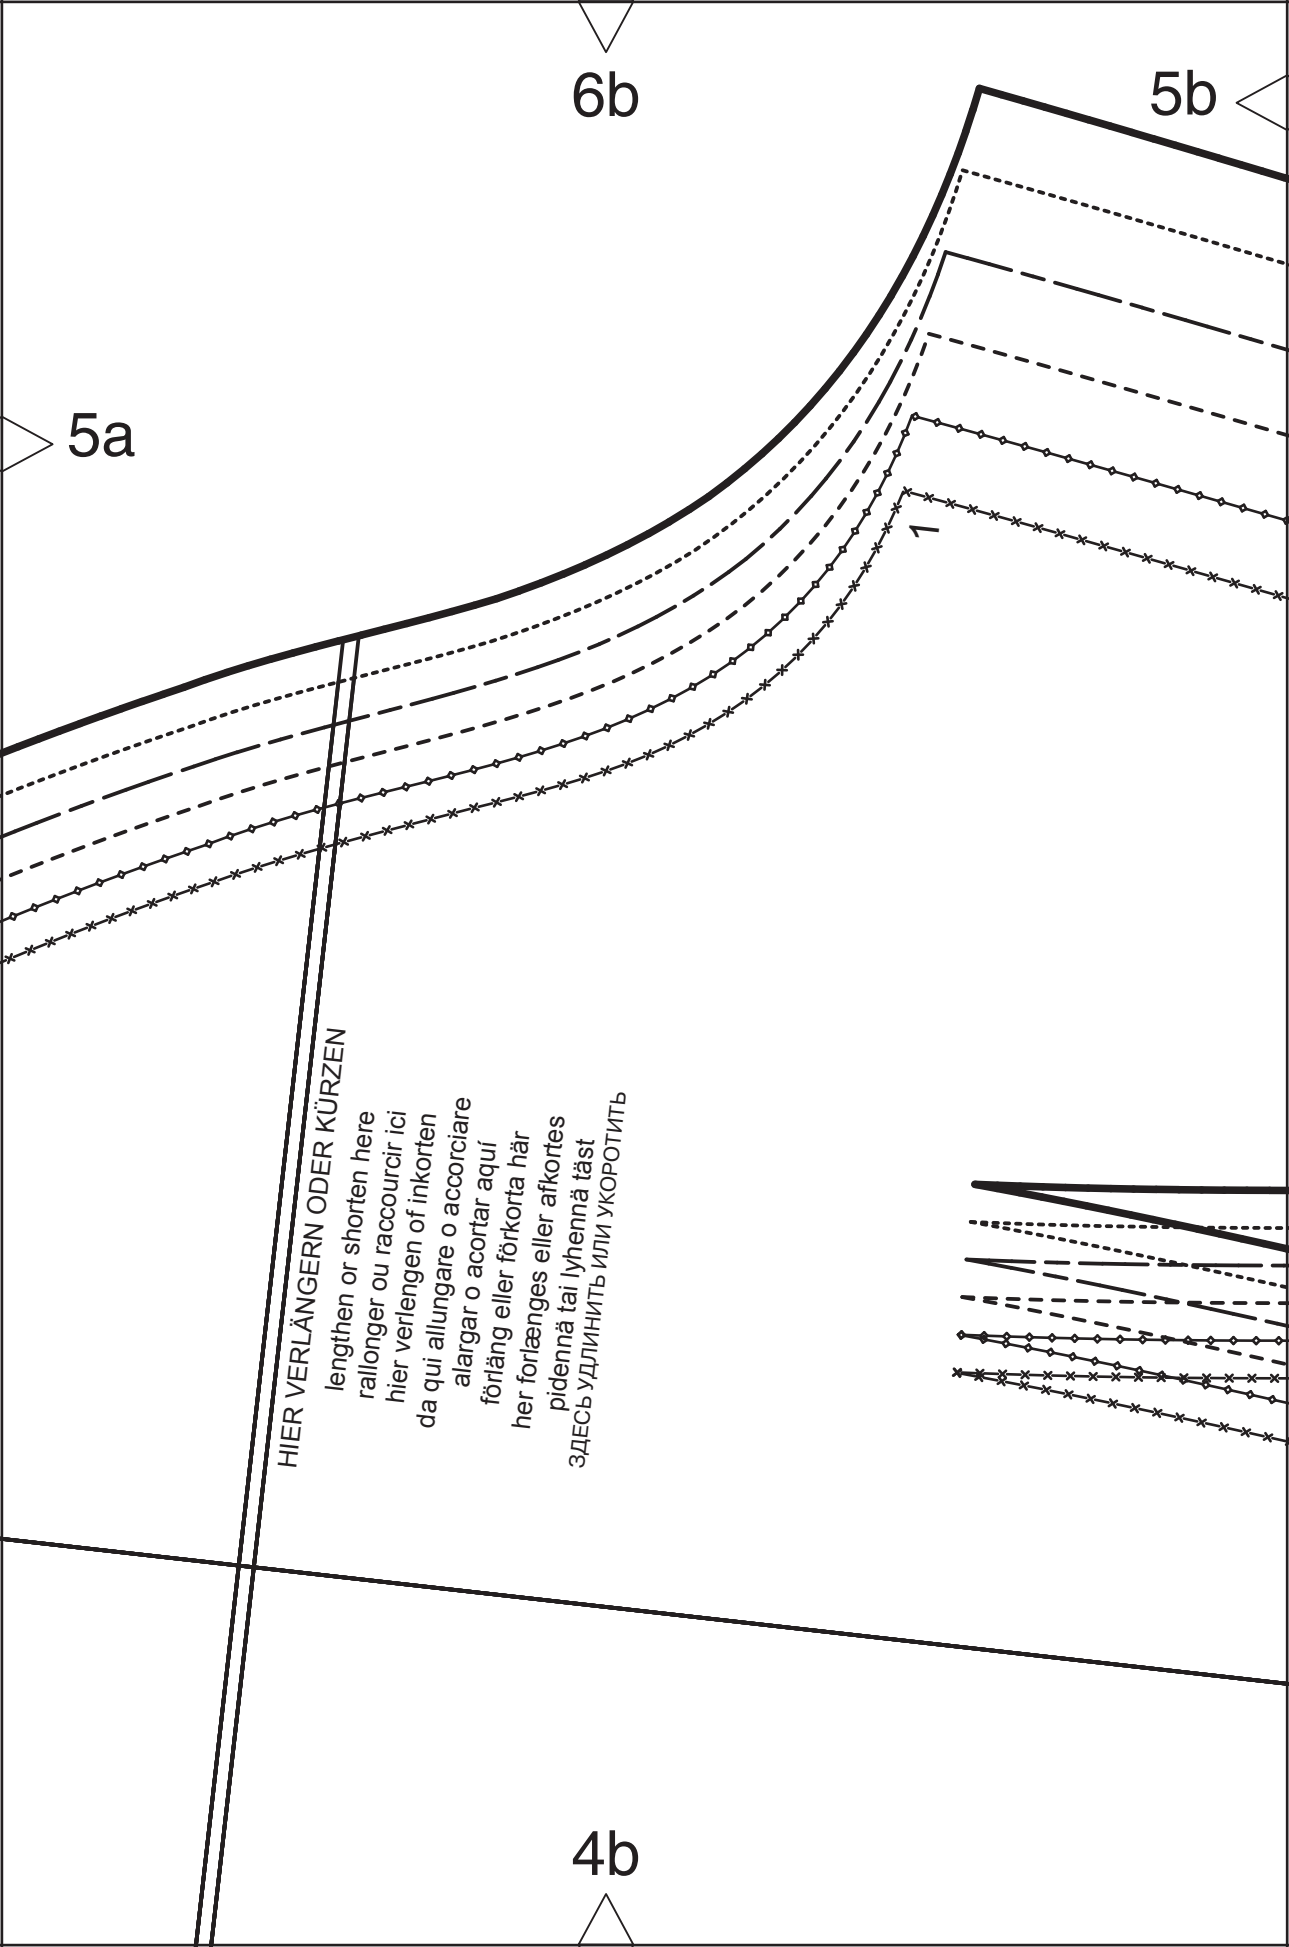 6b
5b
5a
1
HIER VERLÄNGERN ODER KÜRZEN
lengthen or shorten here
rallonger ou raccourcir ici
hier verlengen of inkorten
da qui allungare o accorciare
alargar o acortar aquí
förläng eller förkorta här
her forlænges eller afkortes
pidennä tai lyhennä täst
ЗДЕСЬ УДЛИНИТЬ ИЛИ УКОРОТИТЬ
4b